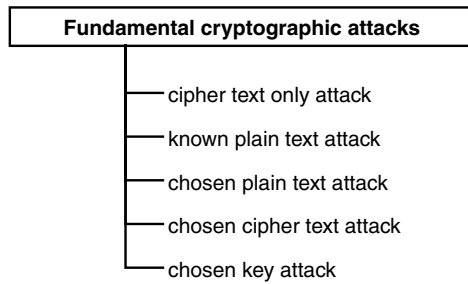 Fundamental cryptographic attacks
cipher text only attack
known plain text attack
chosen plain text attack
chosen cipher text attack
chosen key attack